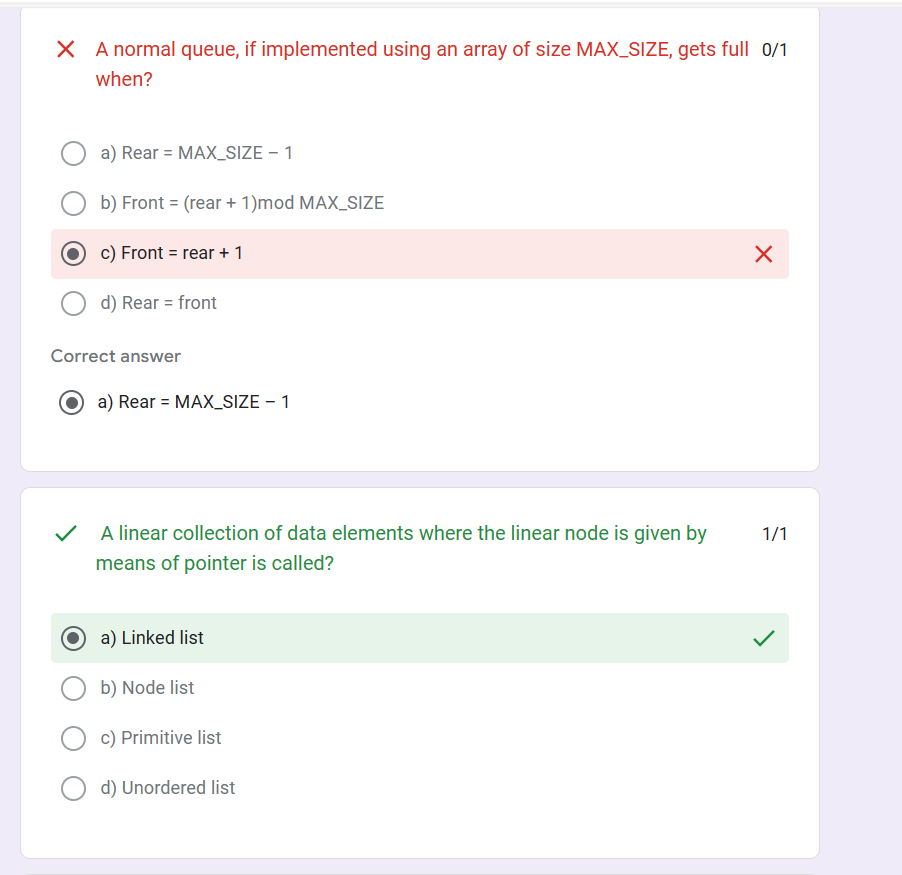 A normal queue, if implemented using an array of size MAX_SIZE, gets full 0/1
when?
a) Rear = MAX_SIZE – 1
b) Front = (rear + 1)mod MAX_SIZE
c) Front = rear + 1
d) Rear = front
Correct answer
a) Rear = MAX_SIZE – 1
A linear collection of data elements where the linear node is given by 1/1
means of pointer is called?
a) Linked list
b) Node list
c) Primitive list
d) Unordered list